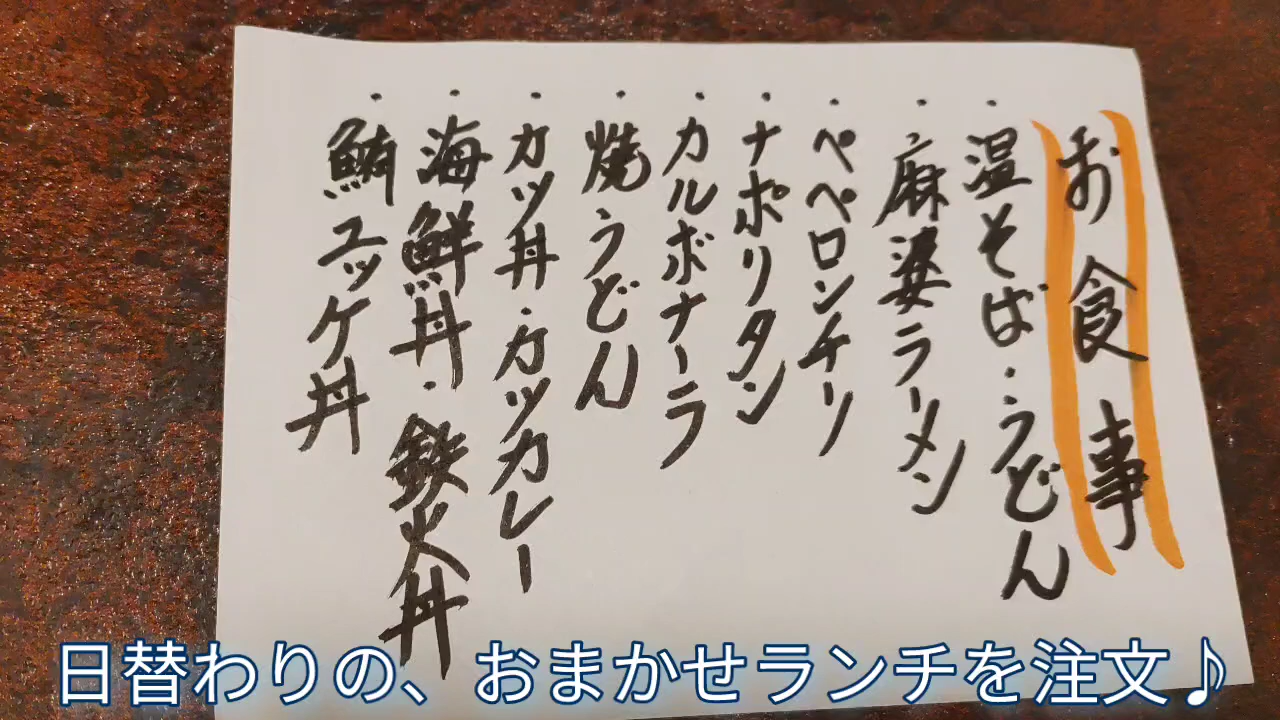 お食事
・温そば・うどん
・麻婆ラーメン
・ペペロンチーノ
・ナポリタン
・カルボナーラ
・焼うどん
・カツ丼・カツカレー
・海鮮丼・鉄火丼
・鮪ユッケ丼
日替わりの、おまかせランチを注文♪